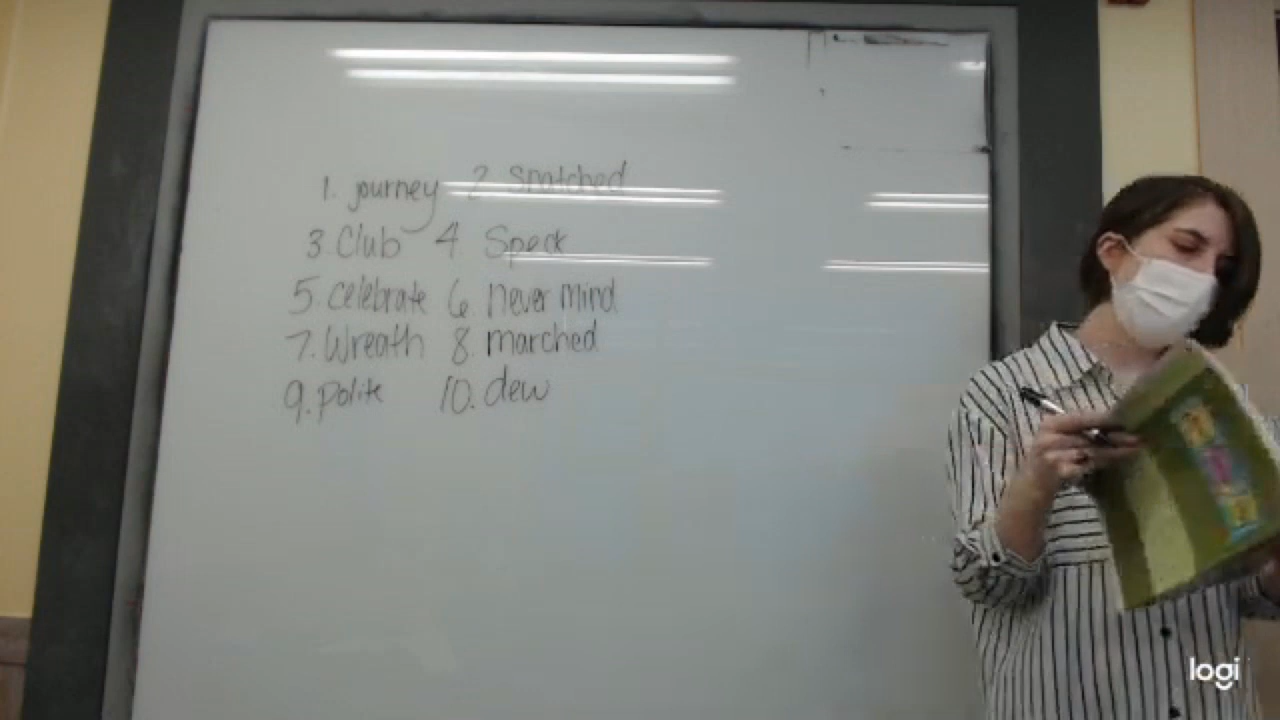 1. journey 2 Snatched
3. Club 4 Speck
5. Celebrate 6 never mind
7. Wreath 8. marched
9. polite 10. dew
logi